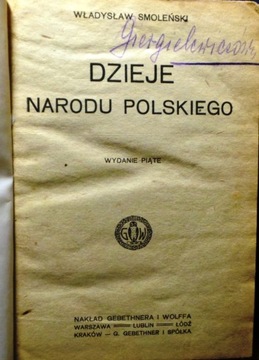 WŁADYSŁAW SMOLEŃSKI
DZIEJE
NARODU POLSKIEGO
WYDANIE PIĄTE
G W
NAKŁAD GEBETHNERA I WOLFFA
WARSZAWA — LUBLIN — ŁÓDŹ
KRAKÓW — G. GEBETHNER I SPÓŁKA